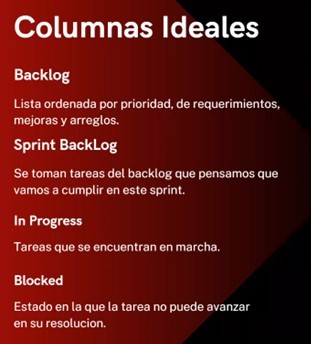 Columnas Ideales
Backlog
Lista ordenada por prioridad, de requerimientos,
mejoras y arreglos.
Sprint BackLog
Se toman tareas del backlog que pensamos que
vamos a cumplir en este sprint.
In Progress
Tareas que se encuentran en marcha.
Blocked
Estado en la que la tarea no puede avanzar
en su resolucion.